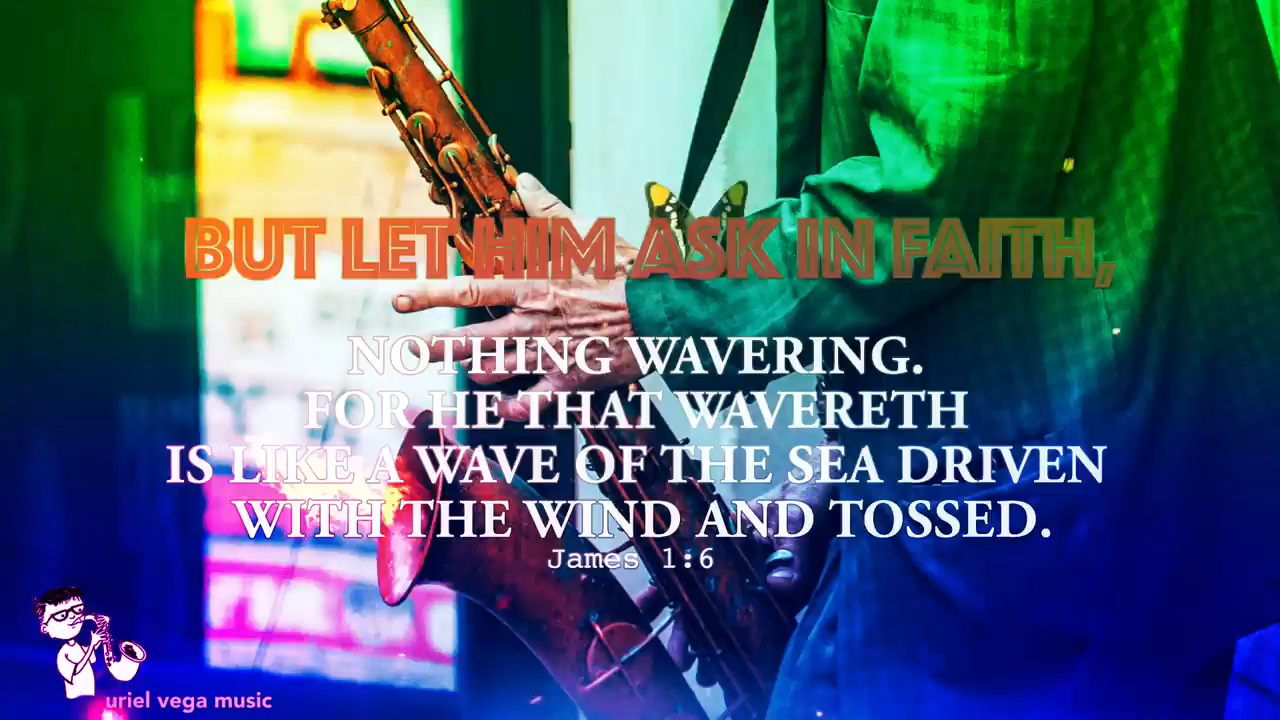 BUT LET HIM ASK IN FAITH,
NOTHING WAVERING.
FOR HE THAT WAVERETH
IS LIKE A WAVE OF THE SEA DRIVEN
WITH THE WIND AND TOSSED.
James 1:6
uriel vega music